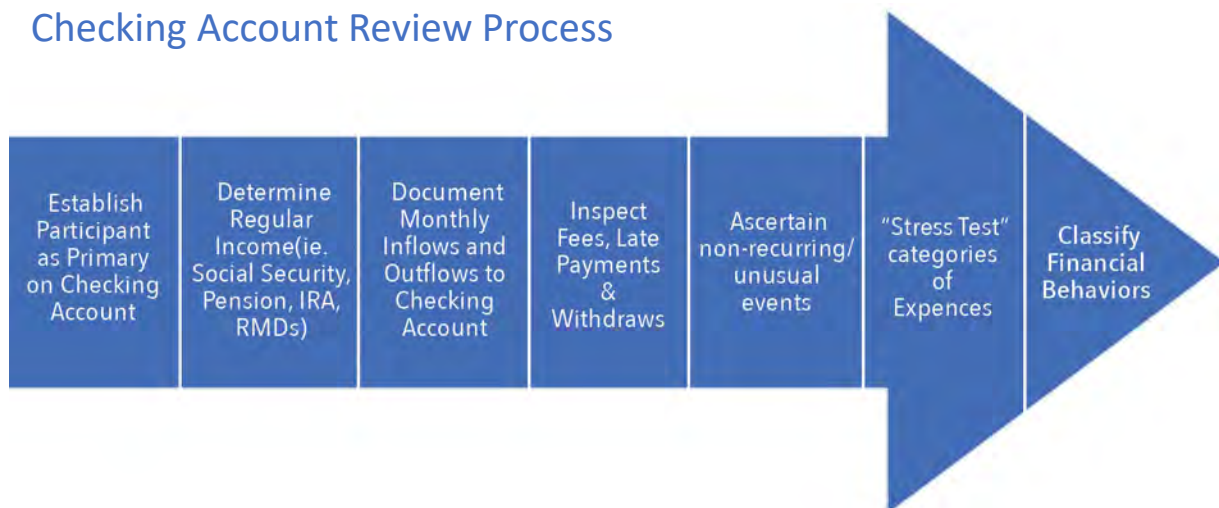 Checking Account Review Process
Establish
Participant
as Primary
on Checking
Account
Determine
Regular
Income(ie.
Social Security,
Pension, IRA,
RMDs)
Document
Monthly
Inflows and
Outflows to
Checking
Account
Inspect
Fees, Late
Payments
&
Withdraws
Ascertain
non-recurring/
unusual
events
"Stress Test"
categories
of
Expences
Classify
Financial
Behaviors